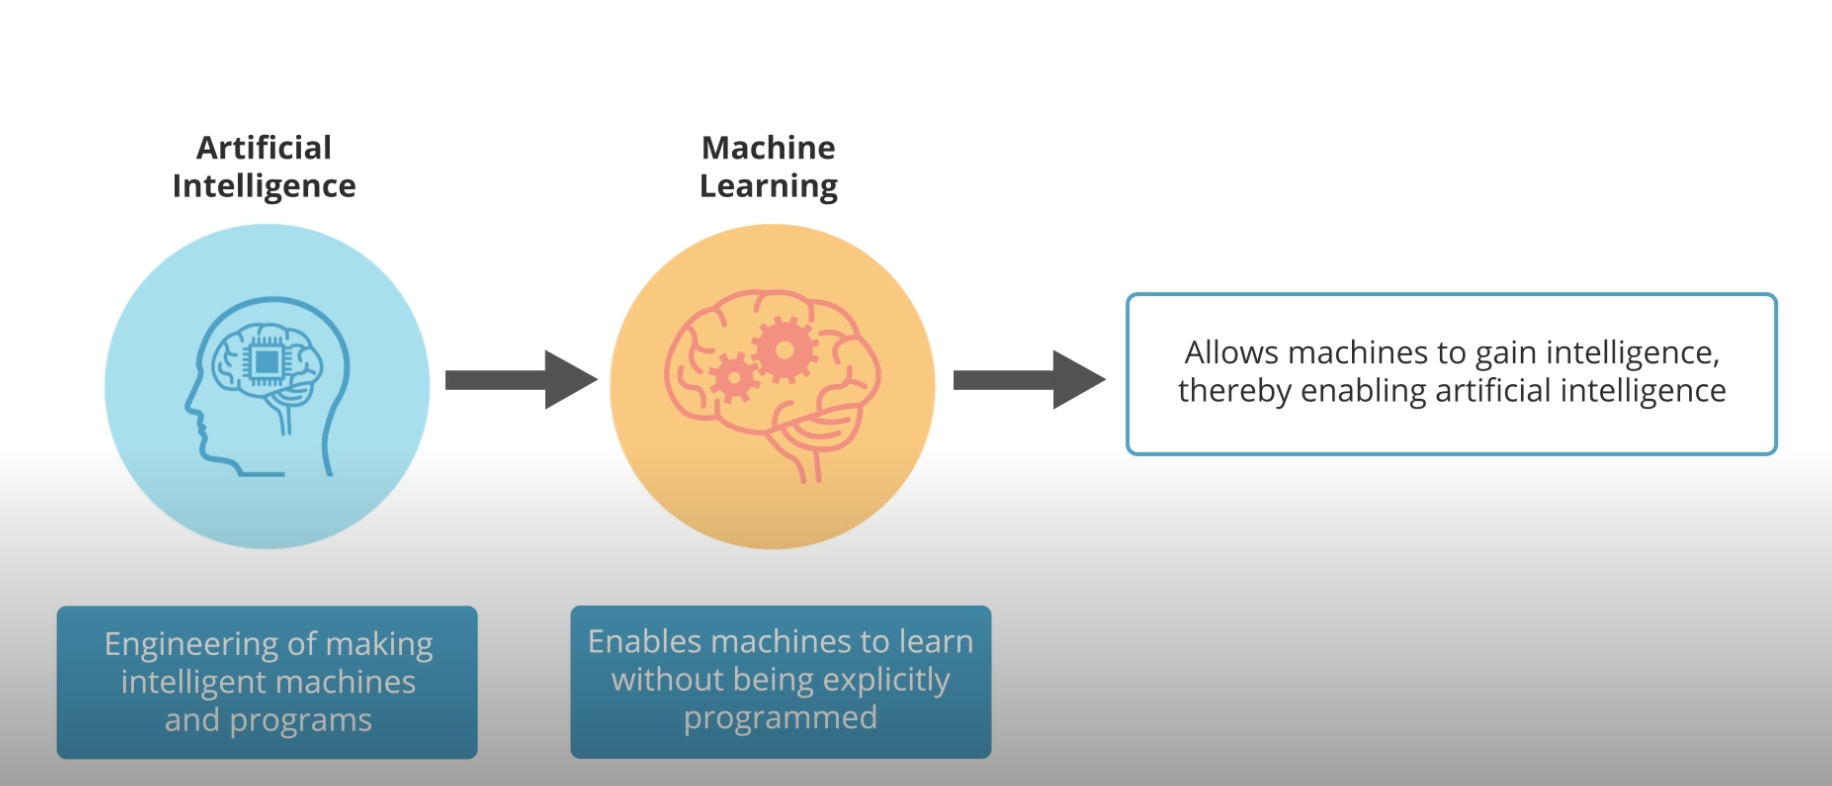 Artificial
Intelligence
Machine
Learning
Allows machines to gain intelligence,
thereby enabling artificial intelligence
Engineering of making
intelligent machines
and programs
Enables machines to learn
without being explicitly
programmed